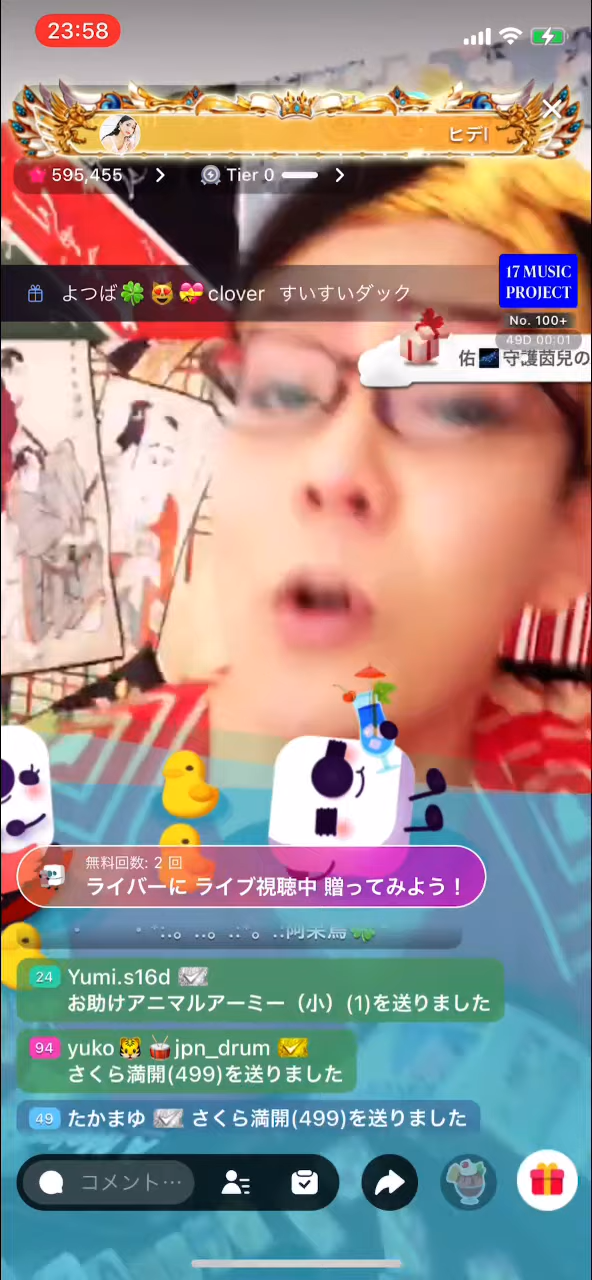 23:58
ヒデ
595,455
Tier 0
よつば🍀😻💝clover すいすいダック
17 MUSIC
PROJECT
No. 100+
49D 00:01
佑🌌守護茵兒の
無料回数: 2 回
ライバーに ライブ視聴中 贈ってみよう！
24 Yumi.s16d
お助けアニマルアーミー（小）(1)を送りました
94 yuko🐯🥁jpn_drum
さくら満開(499)を送りました
49 たかまゆ さくら満開(499)を送りました
コメント…